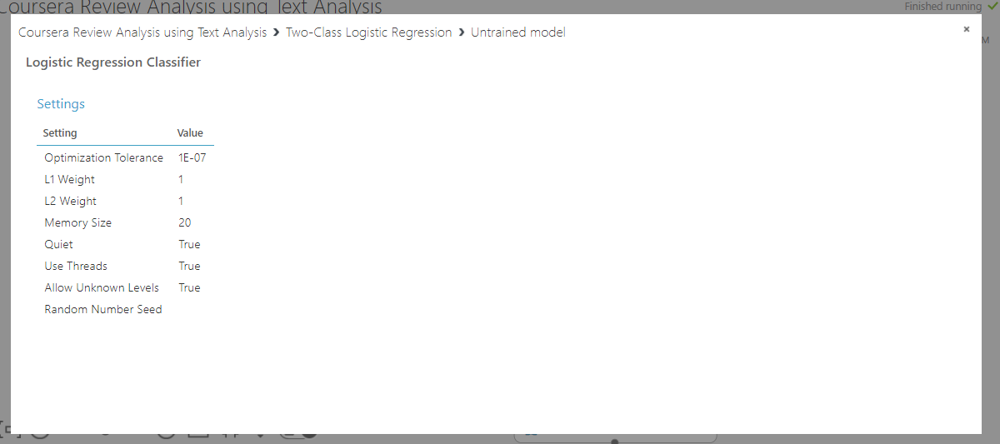 Coursera Review Analysis using Text Analysis
Finished running
Coursera Review Analysis using Text Analysis > Two-Class Logistic Regression > Untrained model
×
M
Logistic Regression Classifier
Settings
Setting Value
Optimization Tolerance 1E-07
L1 Weight 1
L2 Weight 1
Memory Size 20
Quiet True
Use Threads True
Allow Unknown Levels True
Random Number Seed